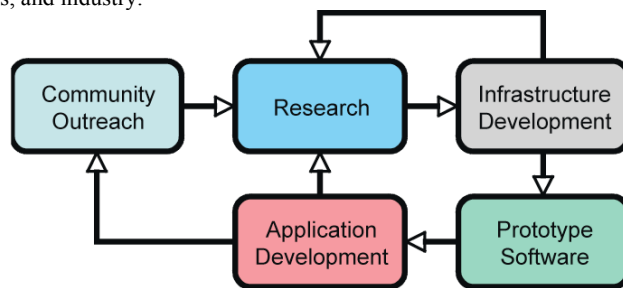 s, and industry.
Community
Outreach
Research
Infrastructure
Development
Application
Development
Prototype
Software